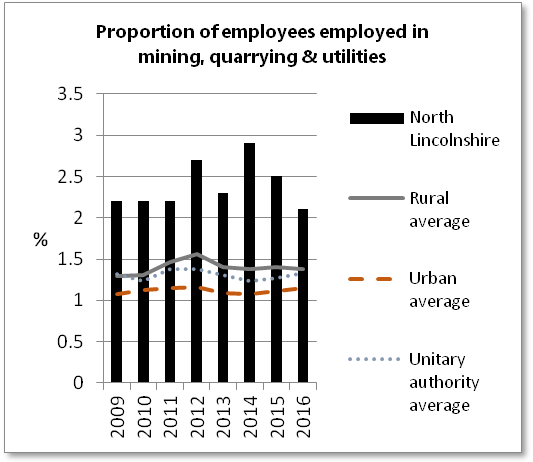 Proportion of employees employed in
mining, quarrying & utilities
3.5
3
2.5
2
1.5
1
0.5
0
%
2009
2010
2011
2012
2013
2014
2015
2016
North
Lincolnshire
Rural
average
Urban
average
Unitary
authority
average